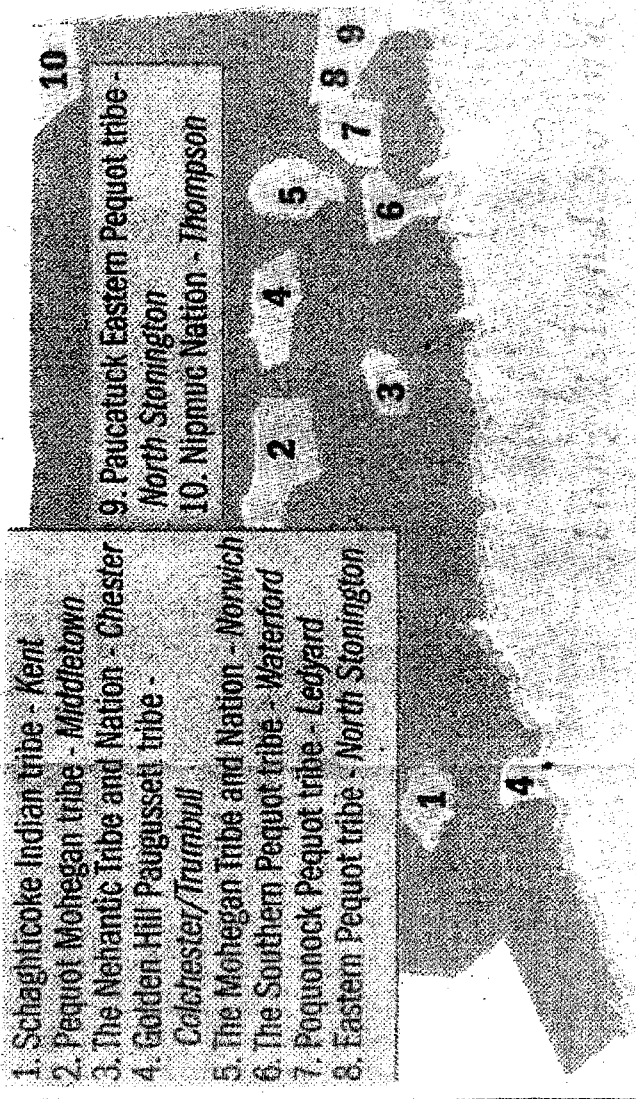 1. Schaghticoke Indian tribe - Kent
2. Pequot Mohegan tribe - Middletown
3. The Nehantic Tribe and Nation - Chester
4. Golden Hill Paugussett tribe -
Colchester/Trumbull
5. The Mohegan Tribe and Nation - Norwich
6. The Southern Pequot tribe - Waterford
7. Poquonock Pequot tribe - Ledyard
8. Eastern Pequot tribe - North Stonington
9. Paucatuck Eastern Pequot tribe -
North Stonington
10. Nipmuc Nation - Thompson
10
1
4
2
3
4
5
6
7
8
9